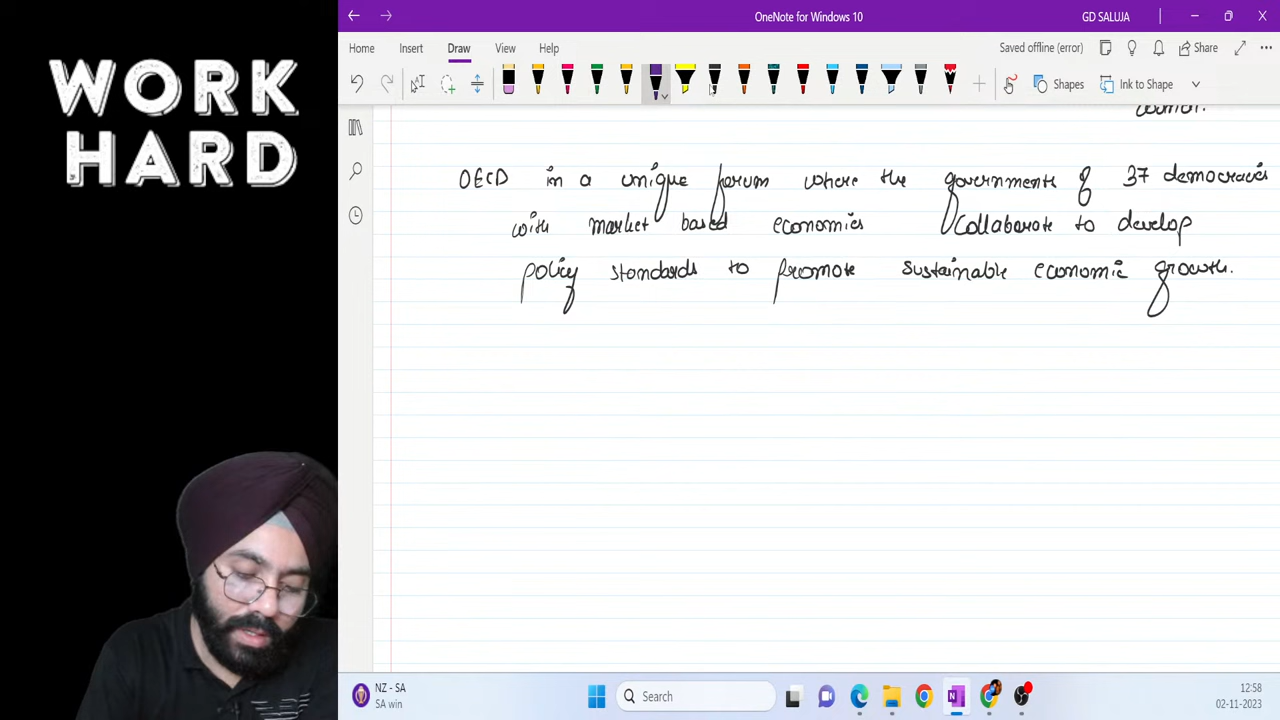 WORK
HARD
OneNote for Windows 10
GD SALUJA
Home Insert Draw View Help
Saved offline (error)
Share
Shapes
Ink to Shape
OECD in a unique forum where the governments of 37 democracies
with market based economics Collaborate to develop
policy standards to promote sustainable economic growth.
NZ - SA
SA win
Search
12:58
02-11-2023